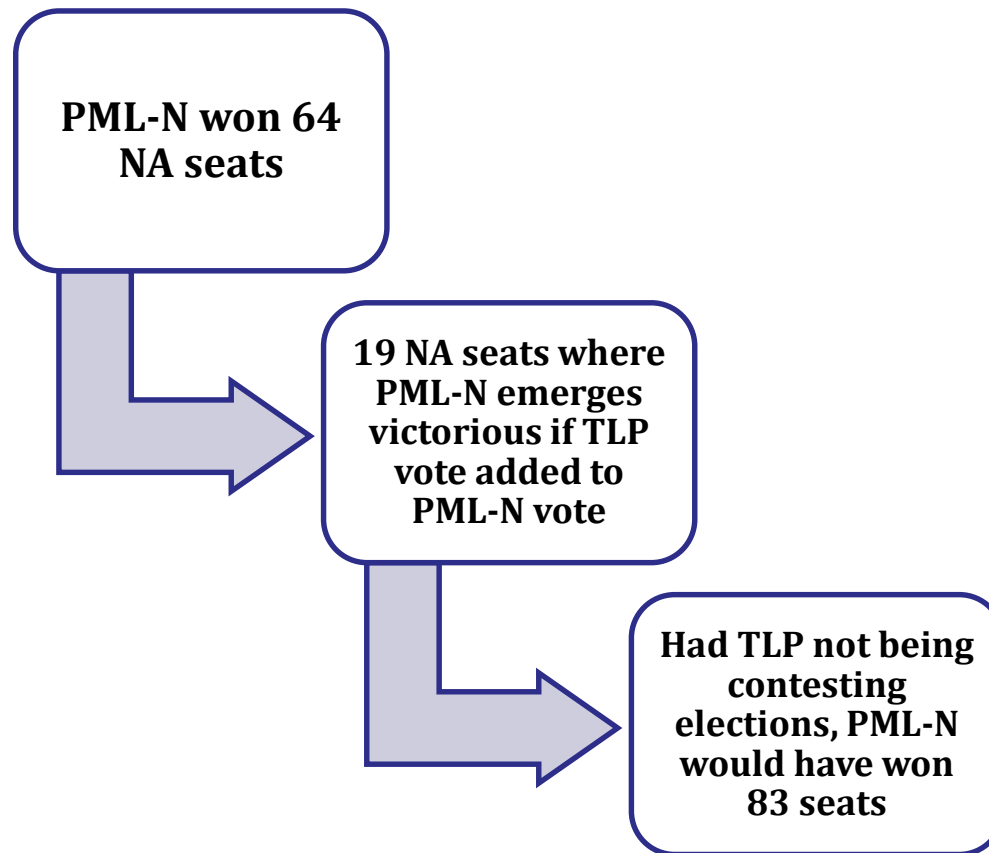 PML-N won 64
NA seats
19 NA seats where
PML-N emerges
victorious if TLP
vote added to
PML-N vote
Had TLP not being
contesting
elections, PML-N
would have won
83 seats